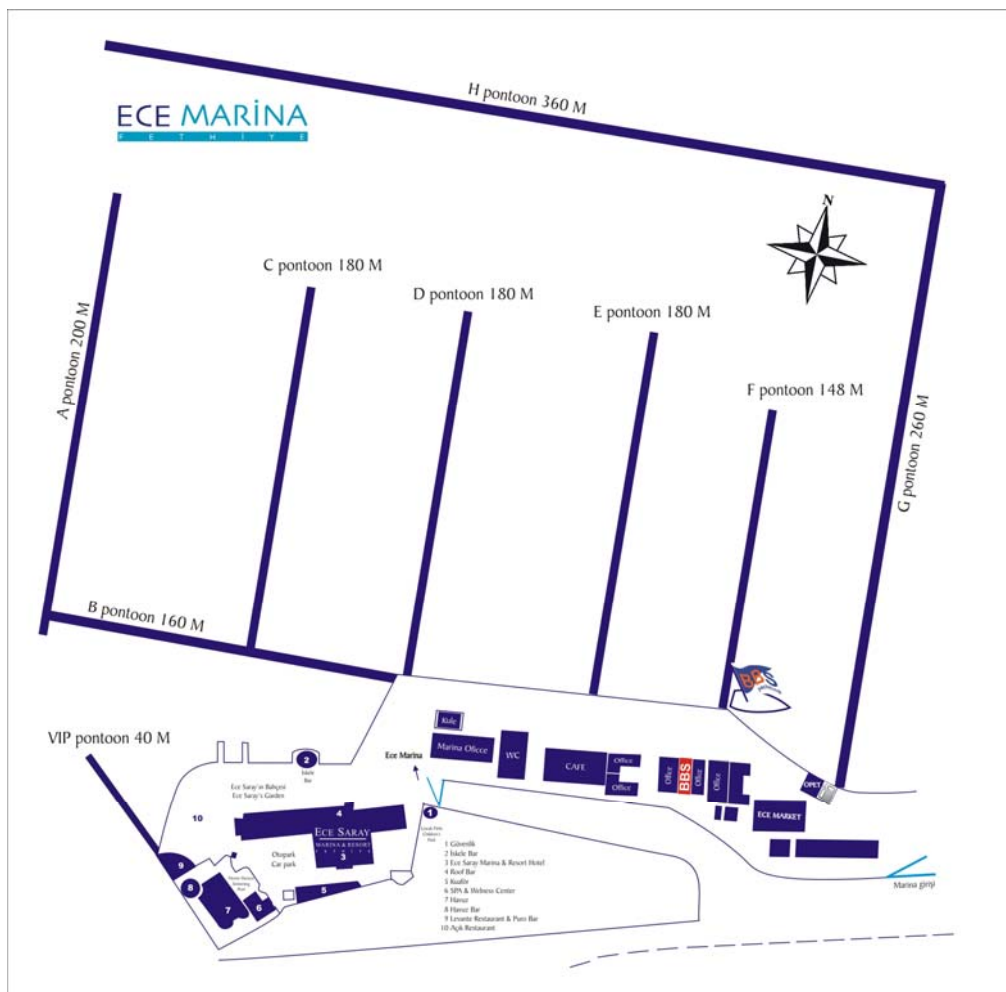 H pontoon 360 M
ECE MARİNA
FETHİYE
N
C pontoon 180 M
D pontoon 180 M
E pontoon 180 M
A pontoon 200 M
F pontoon 148 M
G pontoon 260 M
B pontoon 160 M
BBS
VIP pontoon 40 M
Kule
Marina Oficce
WC
CAFE
Office
Office
Office
BBS
Office
Office
OPET
ECE MARKET
Marina girişi
Ece Marina
2
İskele
Bar
Ece Saray'ın Bahçesi
Ece Saray's Garden
10
4
ECE SARAY
MARINA & RESORT
FETHİYE
3
Otopark
Car park
1
9
8
7
6
5
1 Güvenlik
2 İskele Bar
3 Ece Saray Marina & Resort Hotel
4 Roof Bar
5 Kuaför
6 SPA & Welness Center
7 Havuz
8 Havuz Bar
9 Levante Restaurant & Puro Bar
10 Açık Restaurant